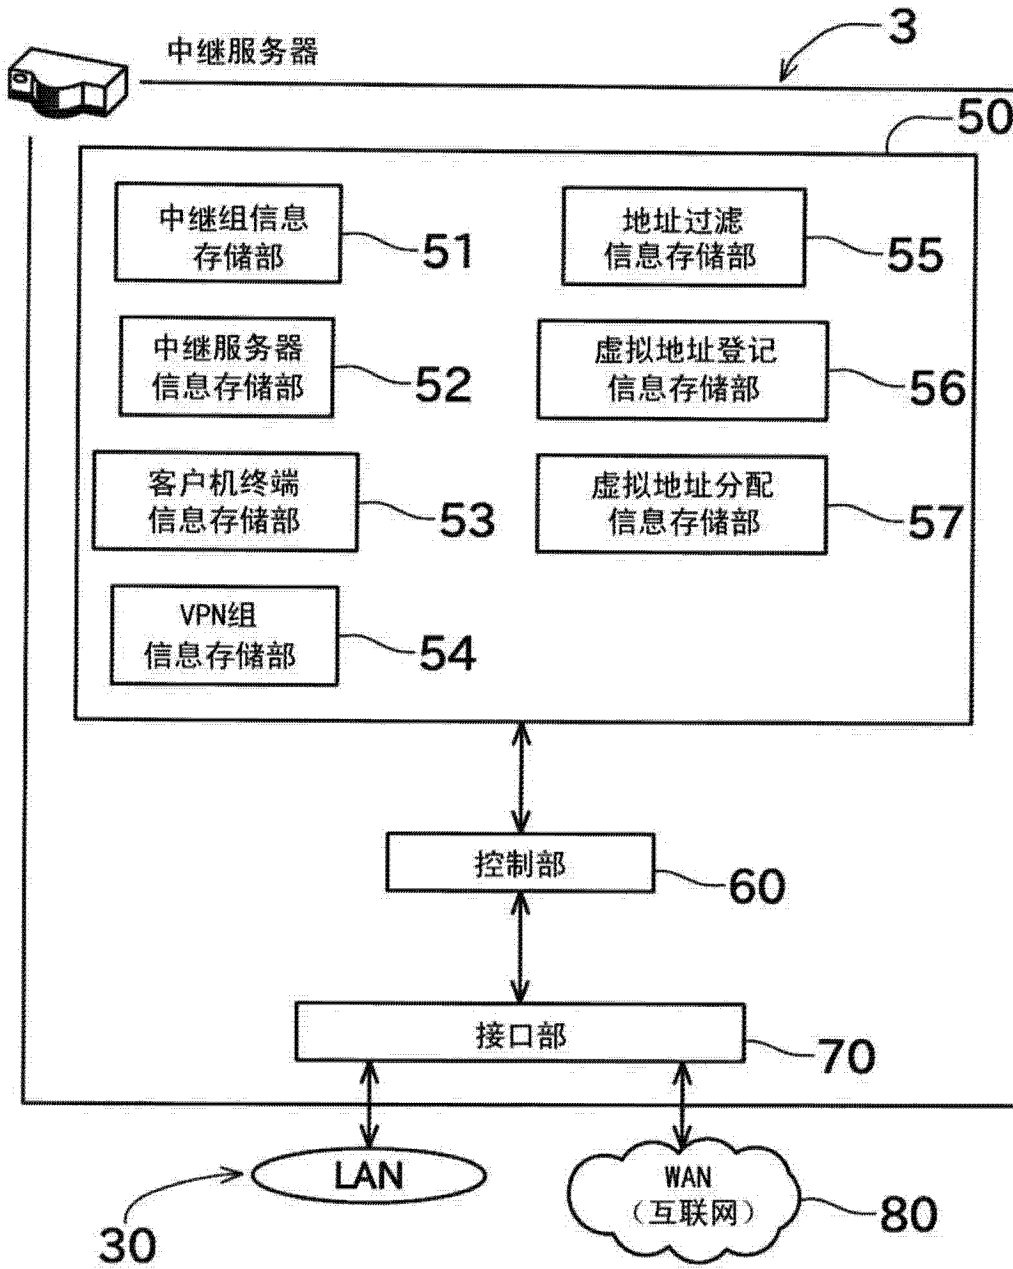 中继服务器
3
50
中继组信息
存储部
51
地址过滤
信息存储部
55
中继服务器
信息存储部
52
虚拟地址登记
信息存储部
56
客户机终端
信息存储部
53
虚拟地址分配
信息存储部
57
VPN组
信息存储部
54
控制部
60
接口部
70
LAN
30
WAN
(互联网)
80